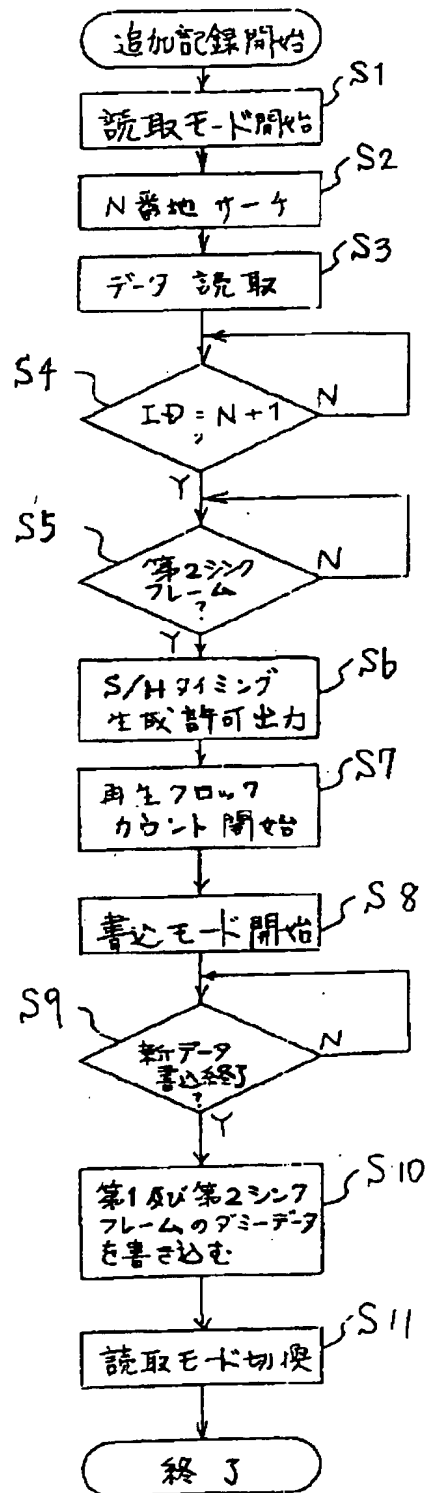 追加記録開始
S1
読取モード開始
S2
N番地サーチ
S3
データ読取
S4
ID = N+1
?
N
Y
S5
第2シンク
フレーム
?
N
Y
S6
S/Hタイミング
生成許可出力
S7
再生クロック
カウント開始
S8
書込モード開始
S9
新データ
書込終了
?
N
Y
S10
第1及び第2シンク
フレームのダミーデータ
を書き込む
S11
読取モード切換
終了